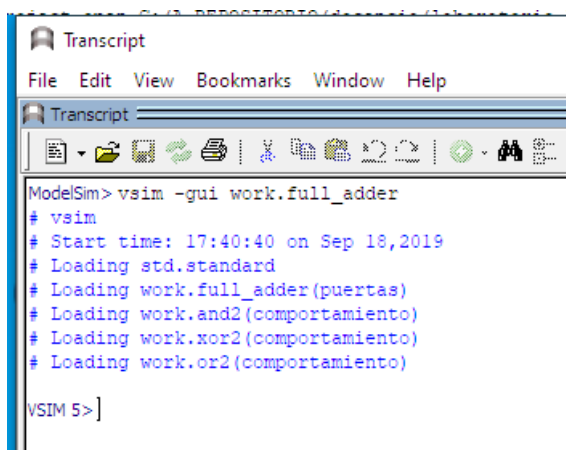 Transcript
File Edit View Bookmarks Window Help
Transcript
ModelSim> vsim -gui work.full_adder
# vsim
# Start time: 17:40:40 on Sep 18,2019
# Loading std.standard
# Loading work.full_adder(puertas)
# Loading work.and2(comportamiento)
# Loading work.xor2(comportamiento)
# Loading work.or2(comportamiento)
VSIM 5>